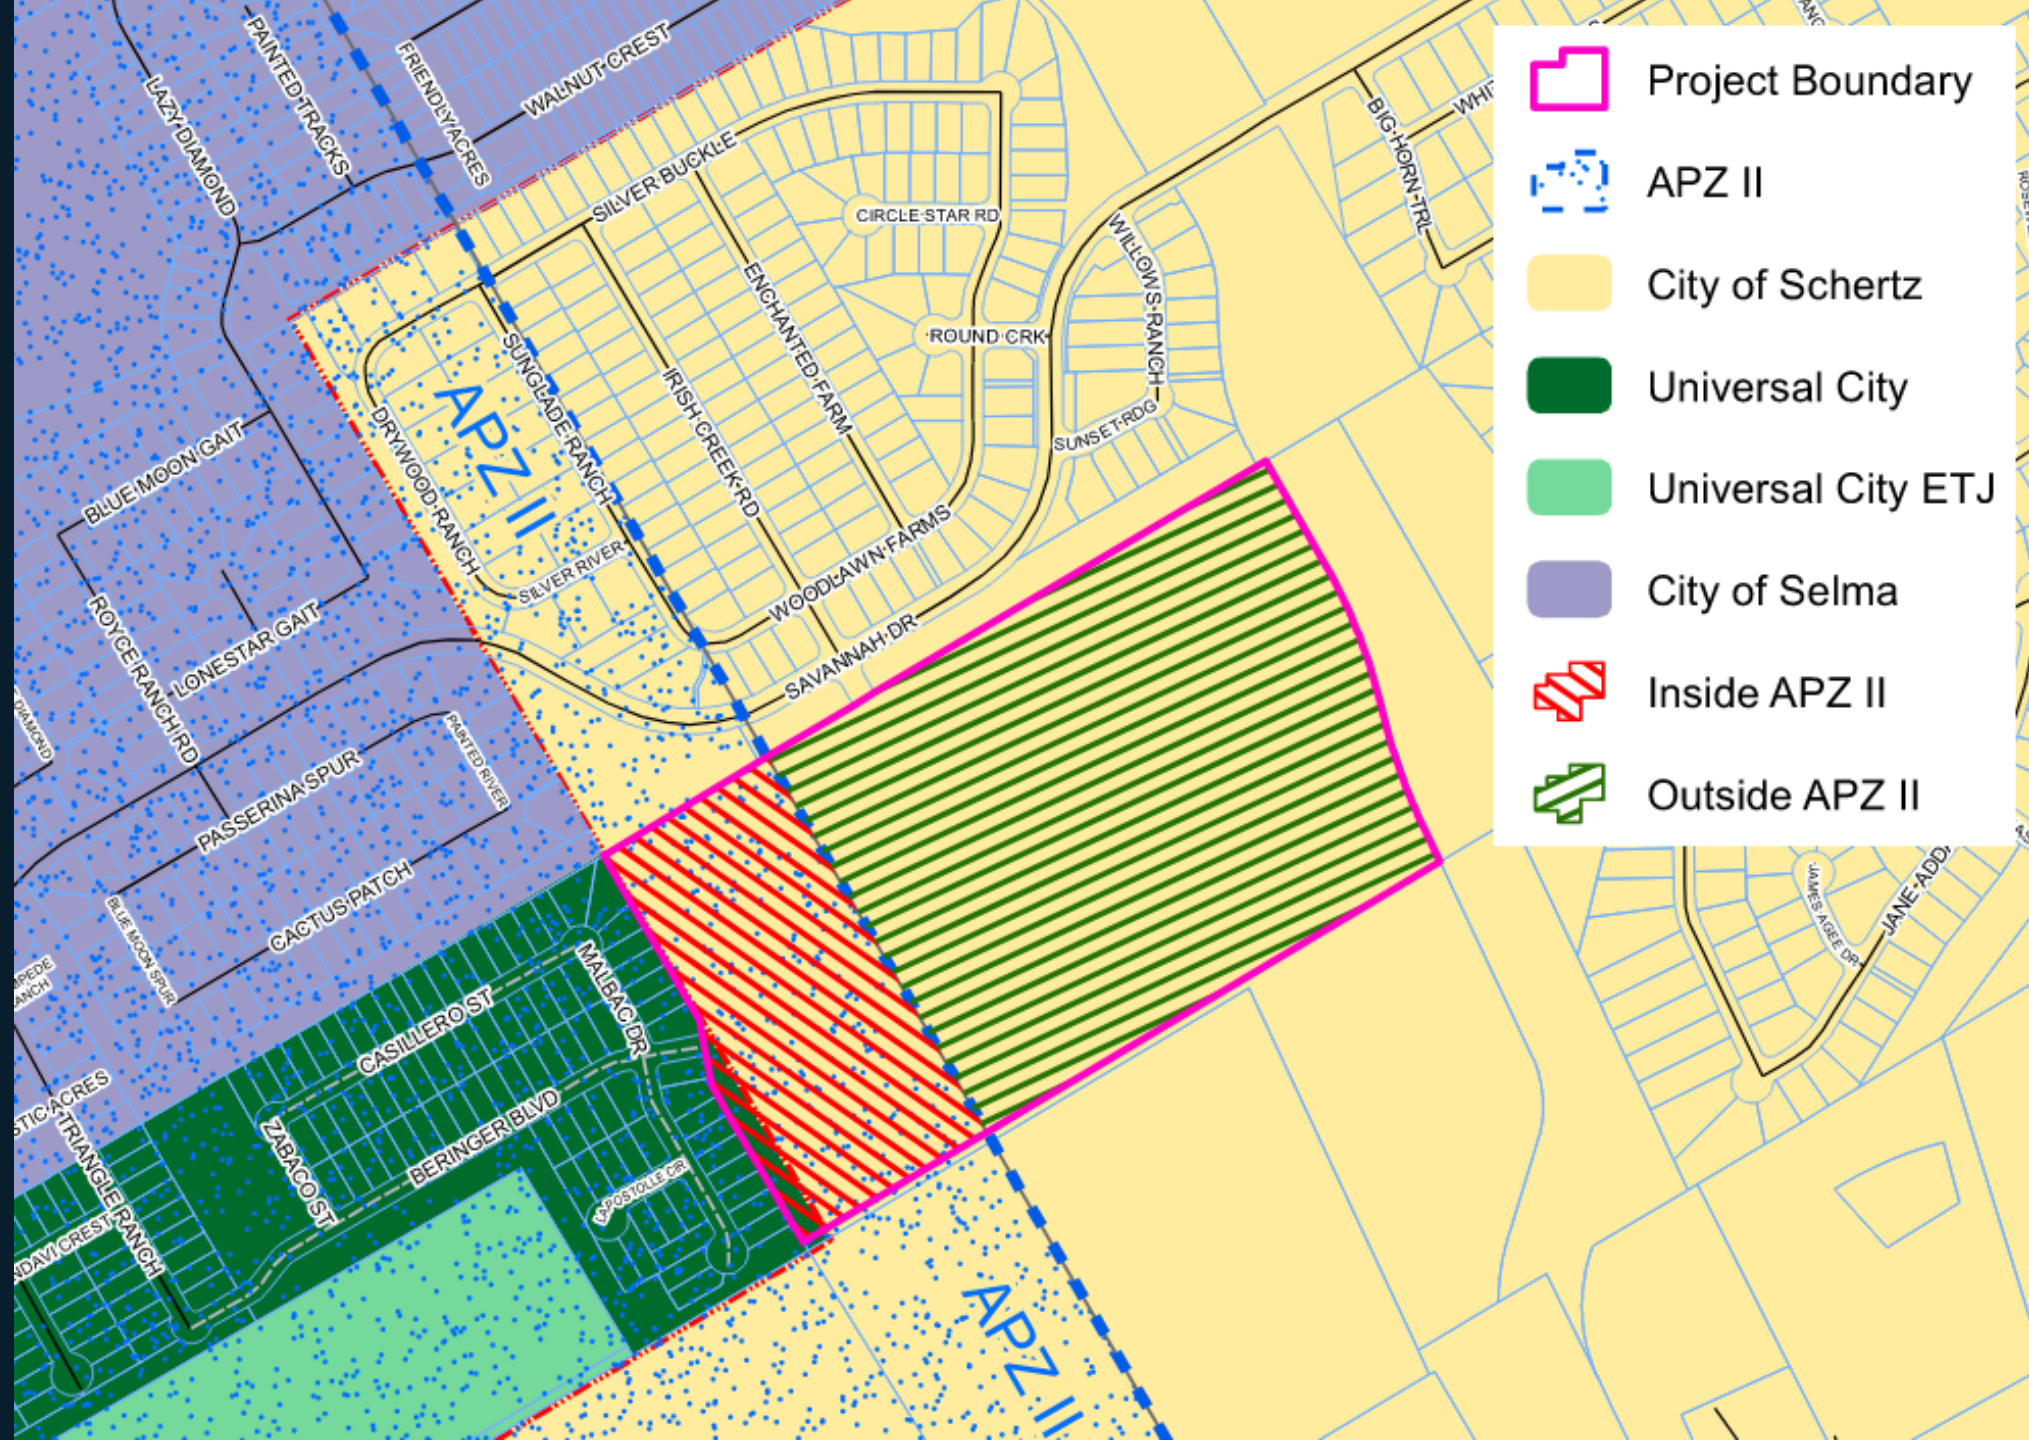 PAINTED TRACKS
FRIENDLY ACRES
WALNUT CREST
LAZY DIAMOND
SILVER BUCKLE
CIRCLE STAR RD
BIG HORN TRL
WILLOWS RANCH
ENCHANTED FARM
ROUND CRK
SUNGLADE RANCH
IRISH CREEK RD
APZ II
DRYWOOD RANCH
SUNSET RDG
BLUE MOON GAIT
SILVER RIVER
WOODLAWN FARMS
ROYCE RANCH RD
LONESTAR GAIT
SAVANNAH DR
DIAMOND
PAINTED RIVER
PASSERINA SPUR
CACTUS PATCH
BLUE MOON SPUR
MALBAC DR
CASILLERO ST
STIC ACRES
TRIANGLE RANCH
ZABACO ST
BERINGER BLVD
LAPOSTOLLE CIR
NDAVI CREST
APZ II
JAMES AGEE DR
JANE ADD
Project Boundary
APZ II
City of Schertz
Universal City
Universal City ETJ
City of Selma
Inside APZ II
Outside APZ II